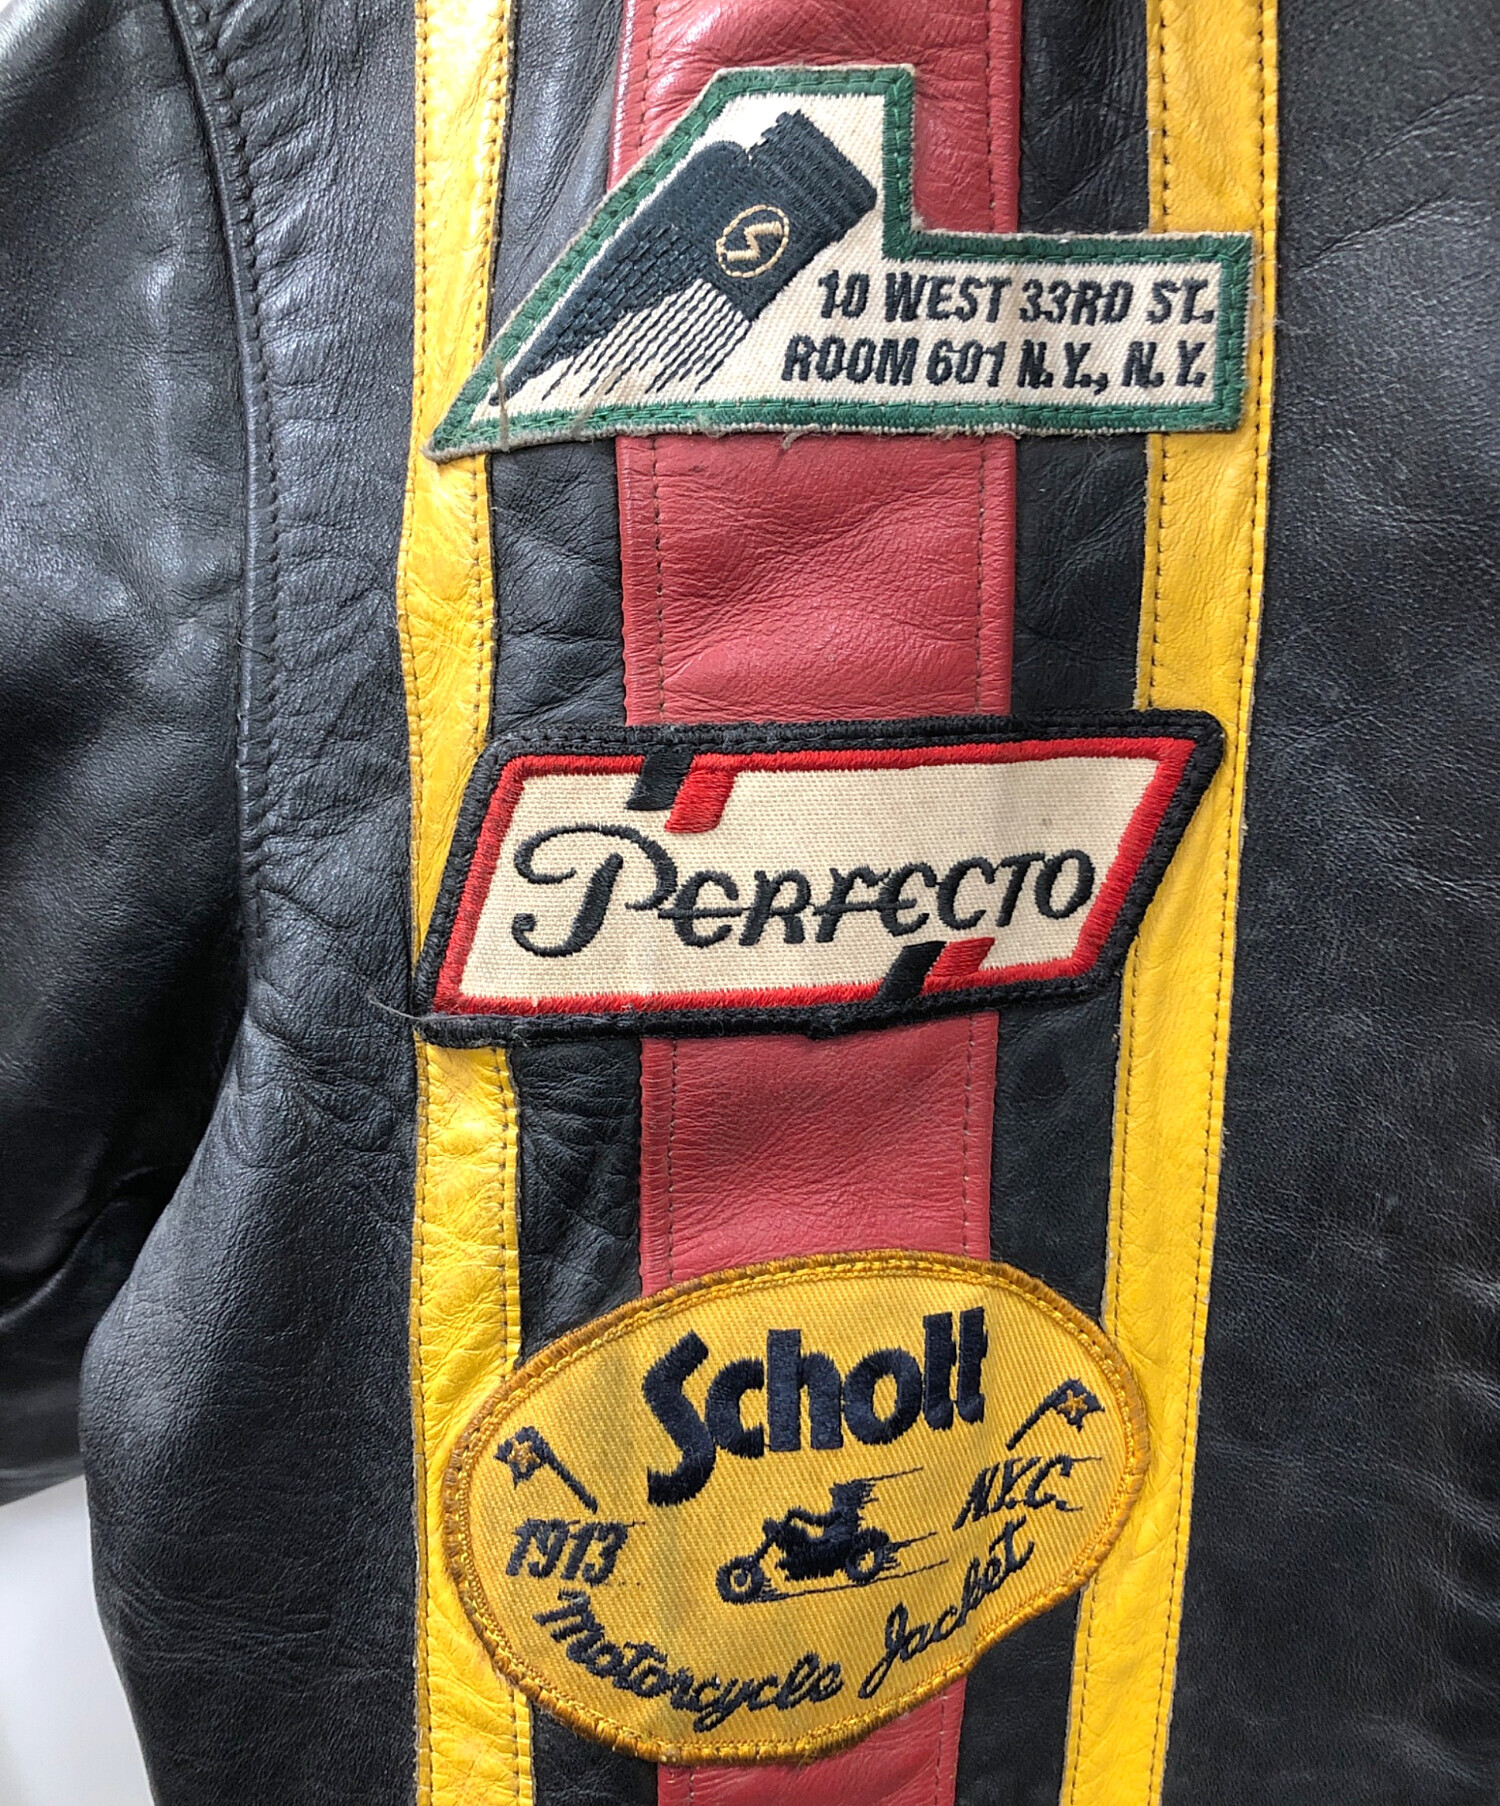 S
10 WEST 33RD ST.
ROOM 601 N.Y., N.Y.
PERFECTO
Schott
1913
N.Y.C.
Motorcycle Jacket